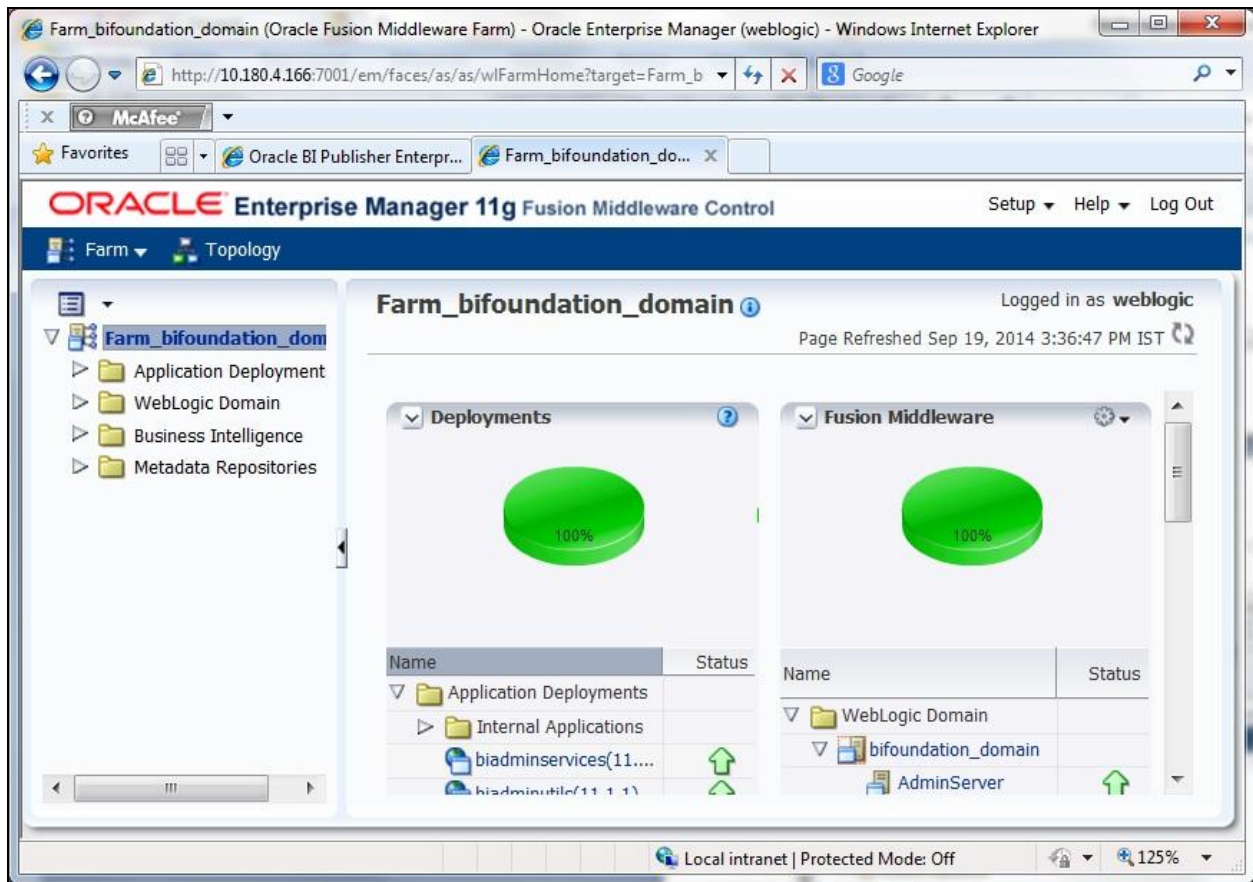 Farm_bifoundation_domain (Oracle Fusion Middleware Farm) - Oracle Enterprise Manager (weblogic) - Windows Internet Explorer
http://10.180.4.166:7001/em/faces/as/as/wlFarmHome?target=Farm_b
Google
McAfee
Favorites
Oracle BI Publisher Enterpr...
Farm_bifoundation_do...
ORACLE Enterprise Manager 11g Fusion Middleware Control
Setup Help Log Out
Farm Topology
Farm_bifoundation_dom
Application Deployment
WebLogic Domain
Business Intelligence
Metadata Repositories
Farm_bifoundation_domain
Logged in as weblogic
Page Refreshed Sep 19, 2014 3:36:47 PM IST
Deployments
100%
Name Status
Application Deployments
Internal Applications
biadminservices(11....
biadminutils(11.1.1)
Fusion Middleware
100%
Name Status
WebLogic Domain
bifoundation_domain
AdminServer
Local intranet | Protected Mode: Off
125%